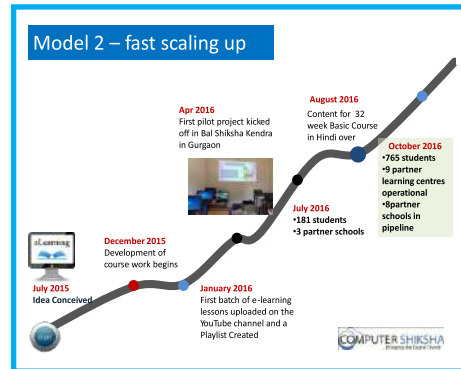 Model 2 – fast scaling up
August 2016
Content for 32
week Basic Course
in Hindi over
Apr 2016
First pilot project kicked
off in Bal Shiksha Kendra
in Gurgaon
October 2016
•765 students
•9 partner
learning centres
operational
•8partner
schools in
pipeline
July 2016
•181 students
•3 partner schools
December 2015
Development of
course work begins
eLearning
July 2015
Idea Conceived
January 2016
First batch of e-learning
lessons uploaded on the
YouTube channel and a
Playlist Created
COMPUTER SHIKSHA